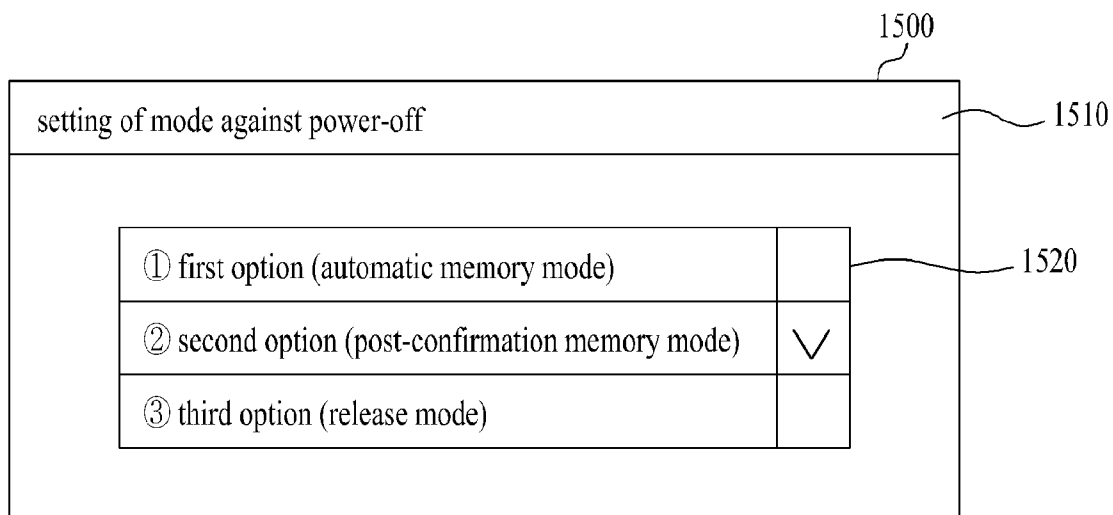 1500
setting of mode against power-off
1510
① first option (automatic memory mode)
1520
② second option (post-confirmation memory mode)
③ third option (release mode)